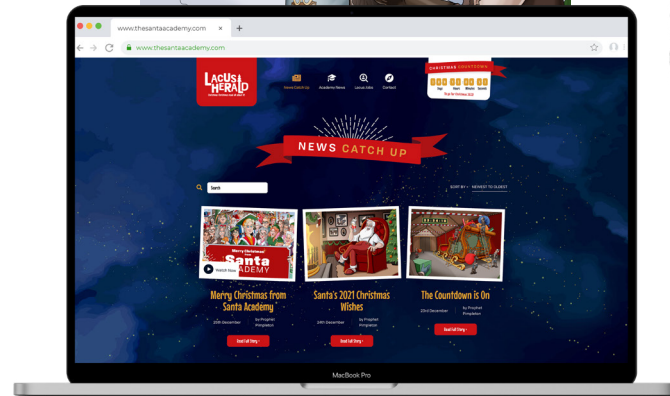 www.thesantaacademy.com × +
www.thesantaacademy.com
LACUS
HERALD
CHRISTMAS COUNTDOWN
Days Hours Minutes Seconds
News Catch Up Academy News Lacus Jobs Contact
NEWS CATCH UP
Santa
SORT BY - NEWEST TO OLDEST
Merry Christmas
from
Santa
ACADEMY
Watch Now
Merry Christmas from
Santa Academy
25th December by Prophet
Pimpleton
Read Full Story
Santa's 2021 Christmas
Wishes
24th December by Prophet
Pimpleton
Read Full Story
The Countdown is On
23rd December by Prophet
Pimpleton
Read Full Story
MacBook Pro